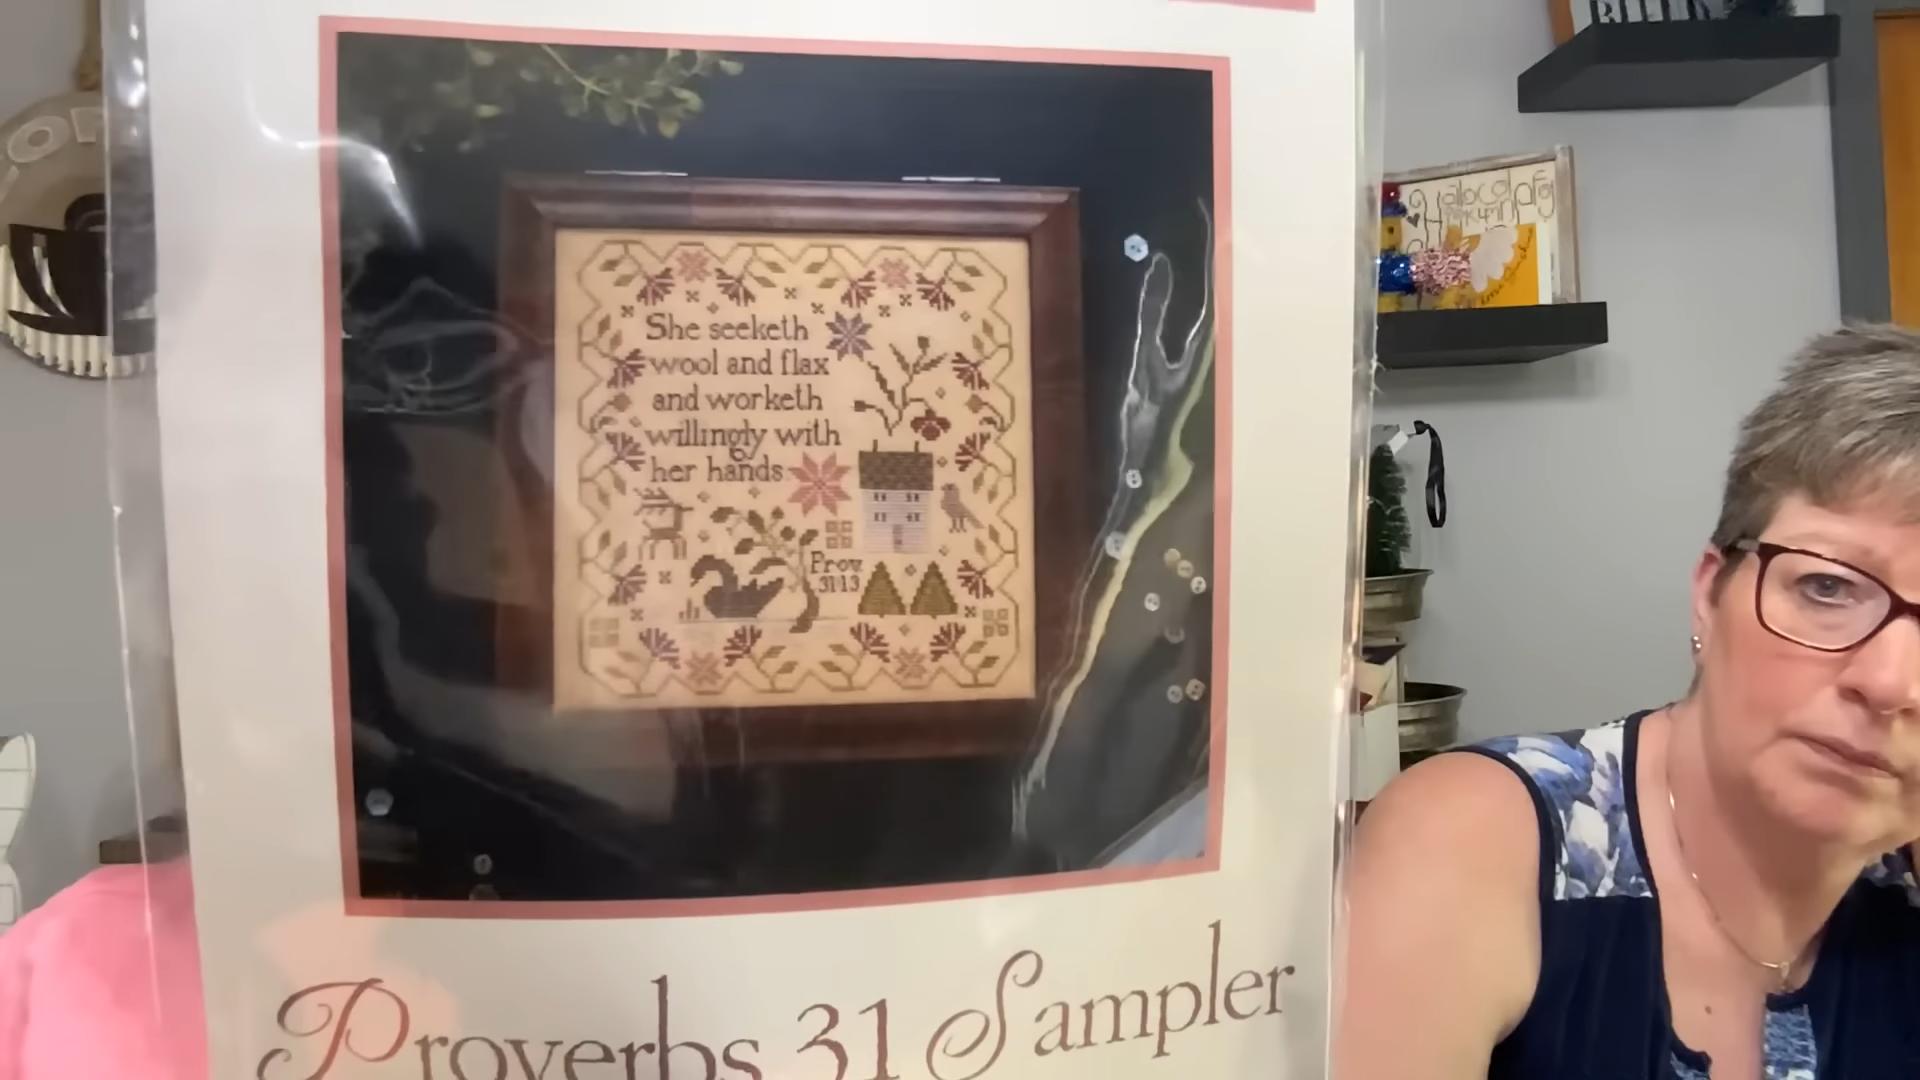 She seeketh
wool and flax
and worketh
willingly with
her hands.
Prov.
31:13
Proverbs 31 Sampler